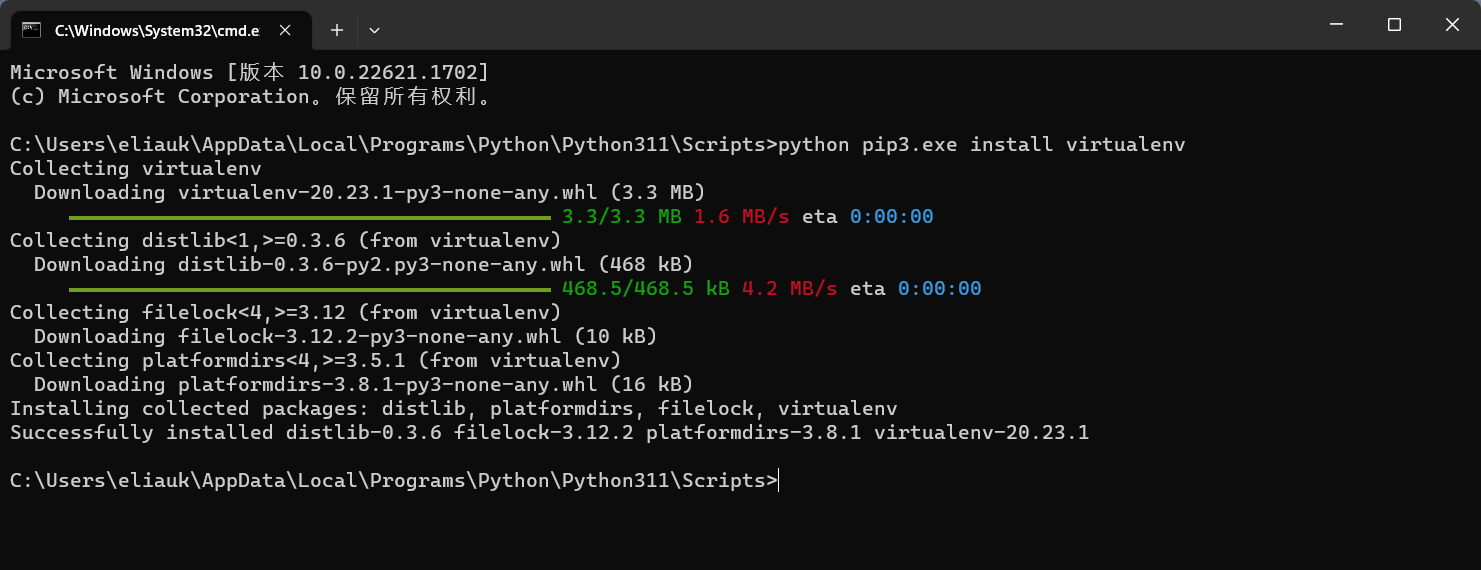 C:\Windows\System32\cmd.e
Microsoft Windows [版本 10.0.22621.1702]
(c) Microsoft Corporation。保留所有权利。
C:\Users\eliauk\AppData\Local\Programs\Python\Python311\Scripts>python pip3.exe install virtualenv
Collecting virtualenv
Downloading virtualenv-20.23.1-py3-none-any.whl (3.3 MB)
3.3/3.3 MB 1.6 MB/s eta 0:00:00
Collecting distlib<1,>=0.3.6 (from virtualenv)
Downloading distlib-0.3.6-py2.py3-none-any.whl (468 kB)
468.5/468.5 kB 4.2 MB/s eta 0:00:00
Collecting filelock<4,>=3.12 (from virtualenv)
Downloading filelock-3.12.2-py3-none-any.whl (10 kB)
Collecting platformdirs<4,>=3.5.1 (from virtualenv)
Downloading platformdirs-3.8.1-py3-none-any.whl (16 kB)
Installing collected packages: distlib, platformdirs, filelock, virtualenv
Successfully installed distlib-0.3.6 filelock-3.12.2 platformdirs-3.8.1 virtualenv-20.23.1
C:\Users\eliauk\AppData\Local\Programs\Python\Python311\Scripts>